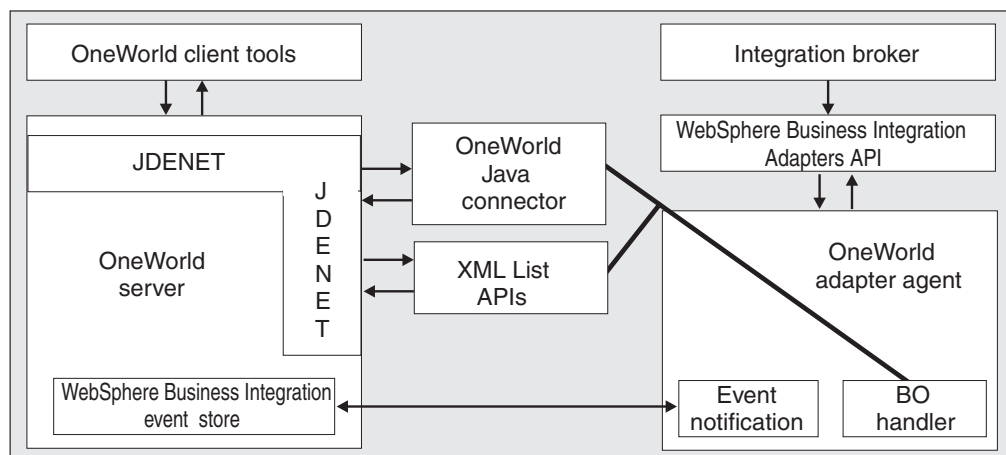 OneWorld client tools
Integration broker
JDENET
J
D
E
N
E
T
OneWorld
server
OneWorld
Java
connector
XML List
APIs
WebSphere Business Integration
Adapters API
OneWorld
adapter agent
WebSphere Business Integration
event store
Event
notification
BO
handler